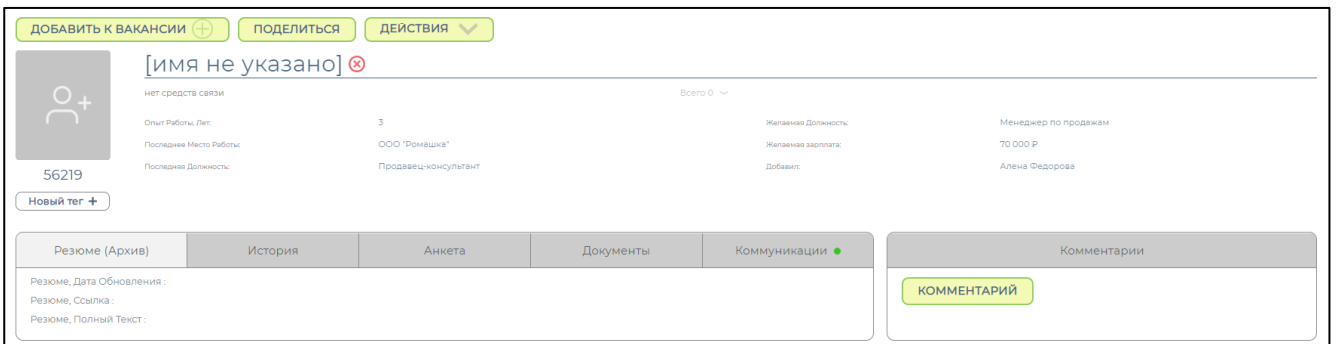 ДОБАВИТЬ К ВАКАНСИИ ПОДЕЛИТЬСЯ ДЕЙСТВИЯ
[имя не указано]
нет средств связи Всего 0
Опыт Работы, Лет: 3 Желаемая Должность: Менеджер по продажам
Последнее Место Работы: ООО "Ромашка" Желаемая зарплата: 70 000 ₽
Последняя Должность: Продавец-консультант Добавил: Алена Федорова
56219
Новый тег +
Резюме (Архив) История Анкета Документы Коммуникации Комментарии
Резюме, Дата Обновления :
Резюме, Ссылка :
Резюме, Полный Текст :
КОММЕНТАРИЙ